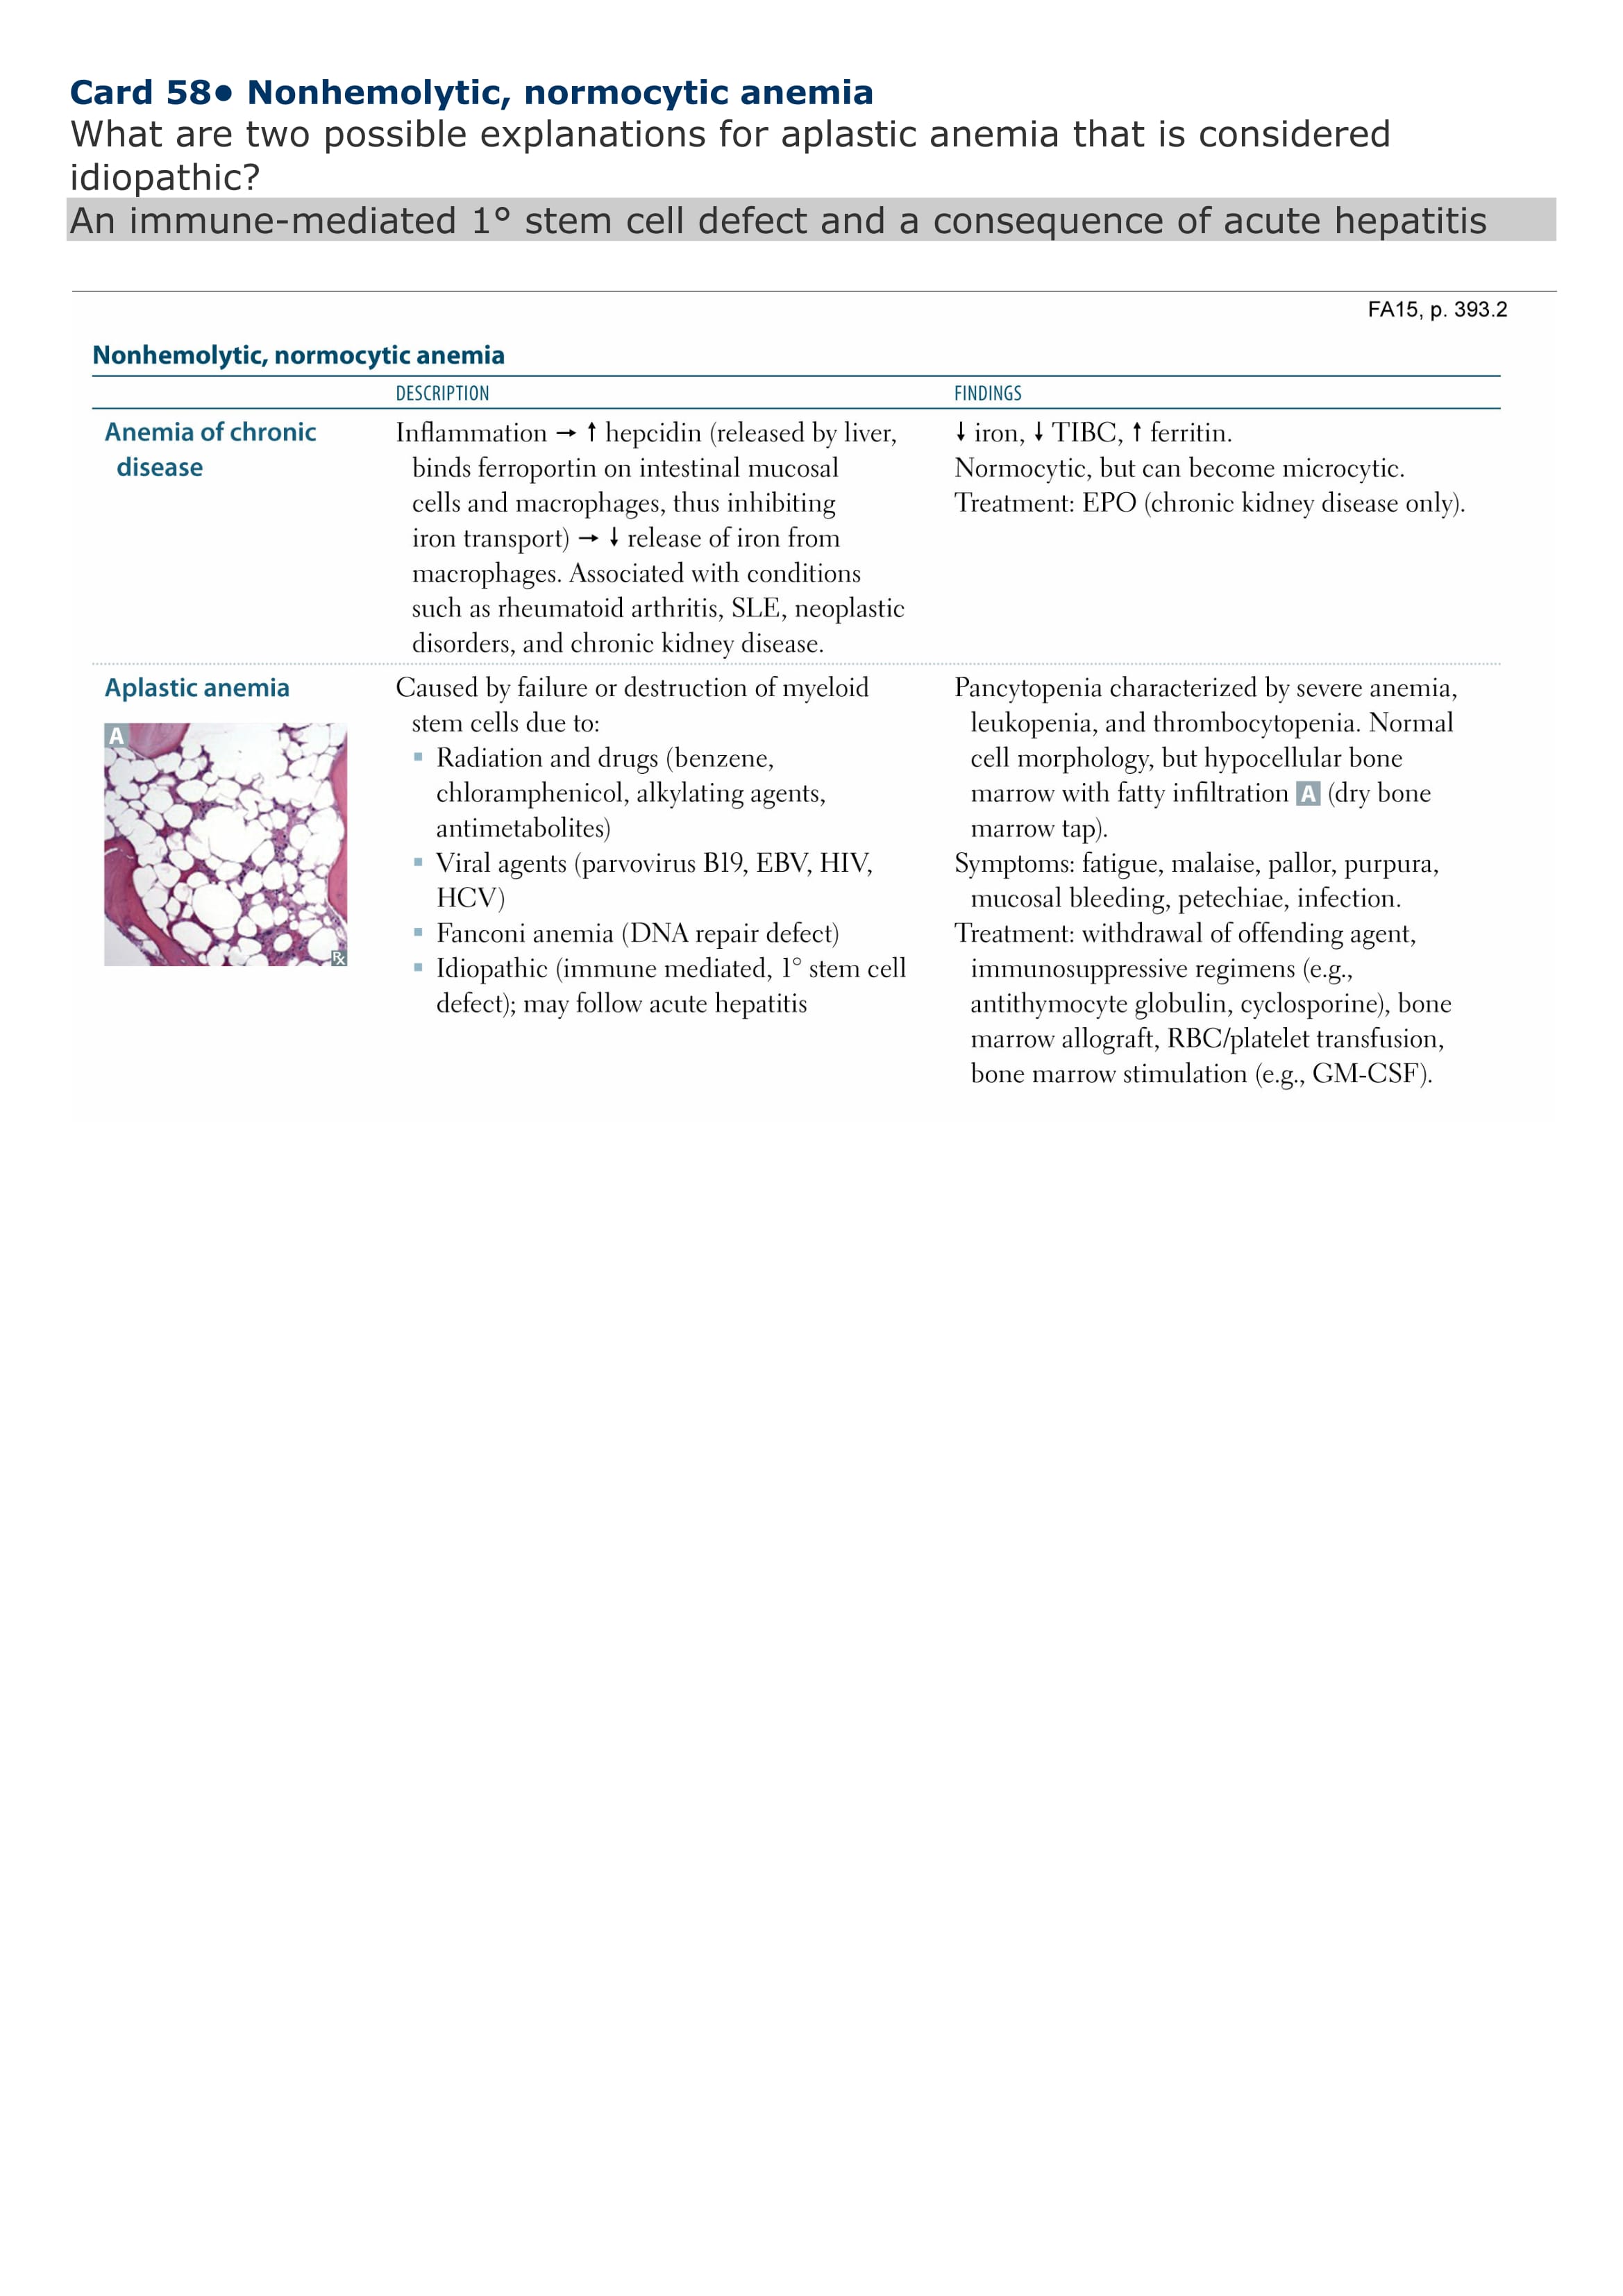 Card 58● Nonhemolytic, normocytic anemia
What are two possible explanations for aplastic anemia that is considered
idiopathic?
An immune-mediated 1° stem cell defect and a consequence of acute hepatitis
FA15, p. 393.2
Nonhemolytic, normocytic anemia
DESCRIPTION
FINDINGS
Anemia of chronic
disease
Inflammation → ↑ hepcidin (released by liver,
binds ferroportin on intestinal mucosal
cells and macrophages, thus inhibiting
iron transport) → ↓ release of iron from
macrophages. Associated with conditions
such as rheumatoid arthritis, SLE, neoplastic
disorders, and chronic kidney disease.
↓ iron, ↓ TIBC, ↑ ferritin.
Normocytic, but can become microcytic.
Treatment: EPO (chronic kidney disease only).
Aplastic anemia
A
Rx
Caused by failure or destruction of myeloid
stem cells due to:
▪ Radiation and drugs (benzene,
chloramphenicol, alkylating agents,
antimetabolites)
▪ Viral agents (parvovirus B19, EBV, HIV,
HCV)
▪ Fanconi anemia (DNA repair defect)
▪ Idiopathic (immune mediated, 1° stem cell
defect); may follow acute hepatitis
Pancytopenia characterized by severe anemia,
leukopenia, and thrombocytopenia. Normal
cell morphology, but hypocellular bone
marrow with fatty infiltration A (dry bone
marrow tap).
Symptoms: fatigue, malaise, pallor, purpura,
mucosal bleeding, petechiae, infection.
Treatment: withdrawal of offending agent,
immunosuppressive regimens (e.g.,
antithymocyte globulin, cyclosporine), bone
marrow allograft, RBC/platelet transfusion,
bone marrow stimulation (e.g., GM-CSF).